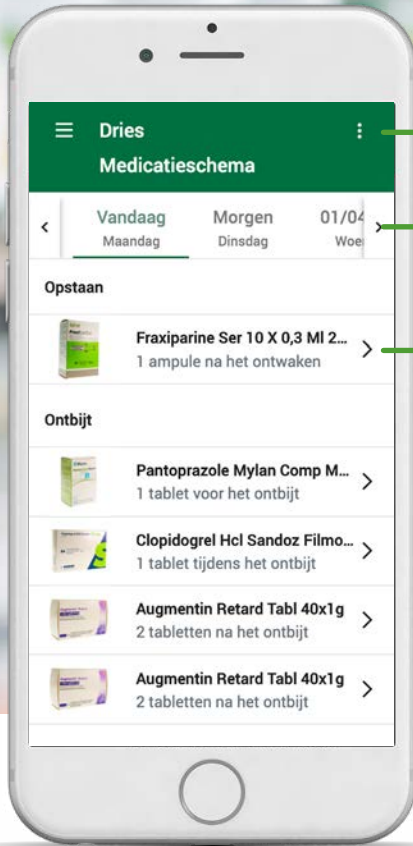 Dries
Medicatieschema
Vandaag Morgen 01/04
Maandag Dinsdag Woe
Opstaan
Fraxiparine Ser 10 X 0,3 Ml 2...
1 ampule na het ontwaken
Ontbijt
Pantoprazole Mylan Comp M...
1 tablet voor het ontbijt
Clopidogrel Hcl Sandoz Filmo...
1 tablet tijdens het ontbijt
Augmentin Retard Tabl 40x1g
2 tabletten na het ontbijt
Augmentin Retard Tabl 40x1g
2 tabletten na het ontbijt